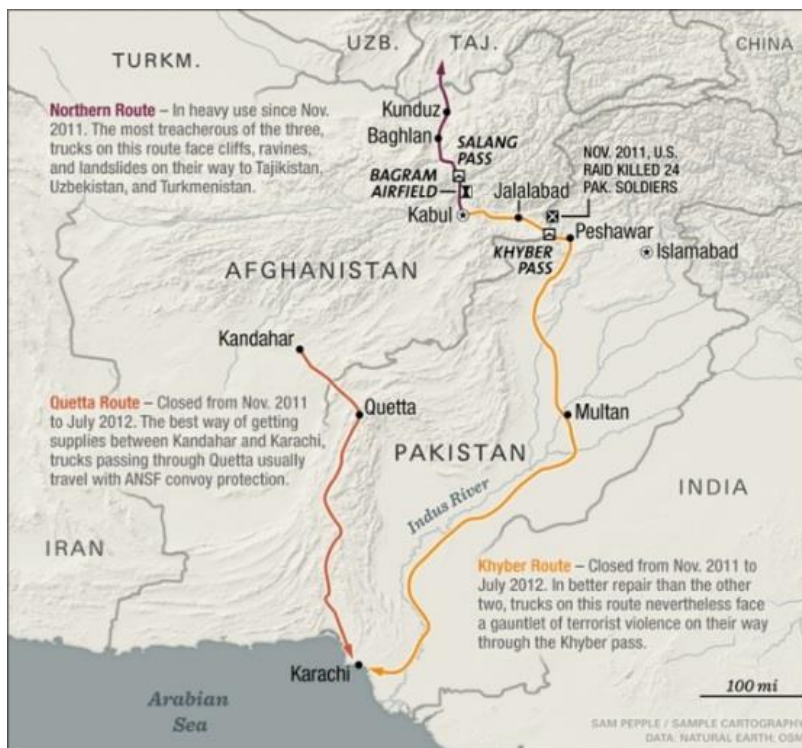 UZB.
TAJ.
CHINA
TURKM.
Northern Route – In heavy use since Nov.
2011. The most treacherous of the three,
trucks on this route face cliffs, ravines,
and landslides on their way to Tajikistan,
Uzbekistan, and Turkmenistan.
Kunduz
Baghlan
SALANG
PASS
BAGRAM
AIRFIELD
NOV. 2011, U.S.
RAID KILLED 24
PAK. SOLDIERS
Jalalabad
Kabul
Peshawar
KHYBER
PASS
Islamabad
AFGHANISTAN
Kandahar
Quetta Route – Closed from Nov. 2011
to July 2012. The best way of getting
supplies between Kandahar and Karachi,
trucks passing through Quetta usually
travel with ANSF convoy protection.
Quetta
Multan
PAKISTAN
Indus River
INDIA
IRAN
Khyber Route – Closed from Nov. 2011 to
July 2012. In better repair than the other
two, trucks on this route nevertheless face
a gauntlet of terrorist violence on their way
through the Khyber pass.
Karachi
Arabian
Sea
100 mi
SAM PEPPLE / SAMPLE CARTOGRAPHY
DATA: NATURAL EARTH; OSM